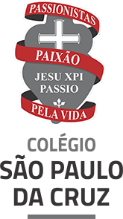 PASSIONISTAS
PAIXÃO
JESU XPI
PASSIO
PELA VIDA
COLÉGIO
SÃO PAULO
DA CRUZ